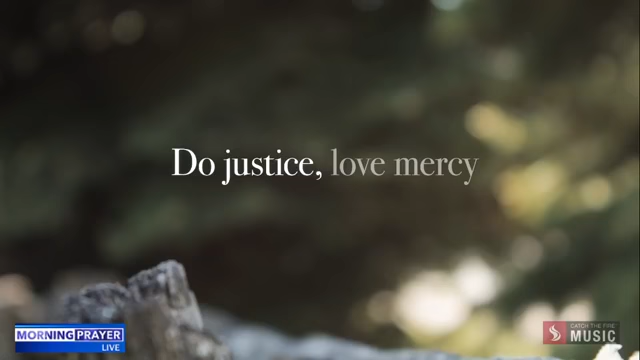 Do justice, love mercy
MORNING PRAYER
LIVE
CATCH THE FIRE
MUSIC